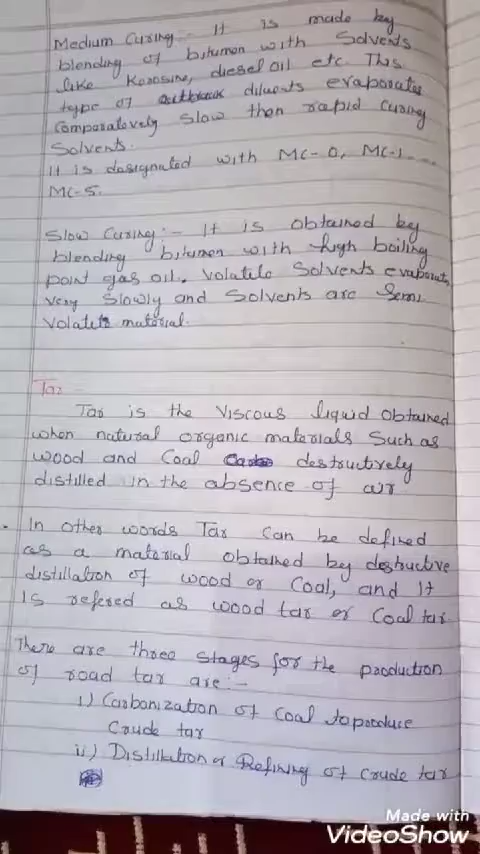 Medium Curing:- It is made by
blending of bitumen with Solvents
like Karosine, diesel oil etc. This
type of cutback diluents evaporates
Comparatevely slow then rapid curing
Solvents.
It is dasignated with MC-0, MC-1....
MC-5.
Slow Curing:- It is obtained by
blending bitumen with high boiling
point gas oil. Volatile Solvents evaporate
very slowly and solvents are Semi
Volatile material.
Tar
Tar is the Viscous liquid obtained
when natural organic materials Such as
wood and Coal destructively
distilled in the absence of air
In other words Tar Can be defined
as a material obtained by destructive
distillation of wood or Coal, and It
Is refered as wood tar or Coal tar.
There are three stages for the production
of road tar are:-
i) Carbonization of Coal to produce
Crude tar
ii) Distillation or Refining of Crude tar
Made with
VideoShow